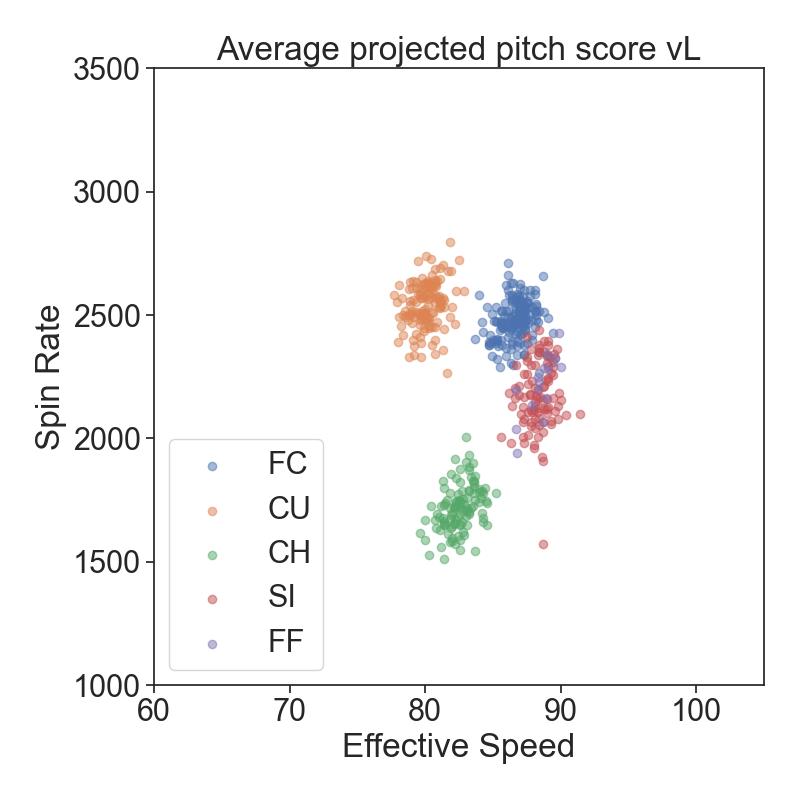 Average projected pitch score vL
3500
3000
2500
2000
1500
1000
Spin Rate
FC
CU
CH
SI
FF
60 70 80 90 100
Effective Speed